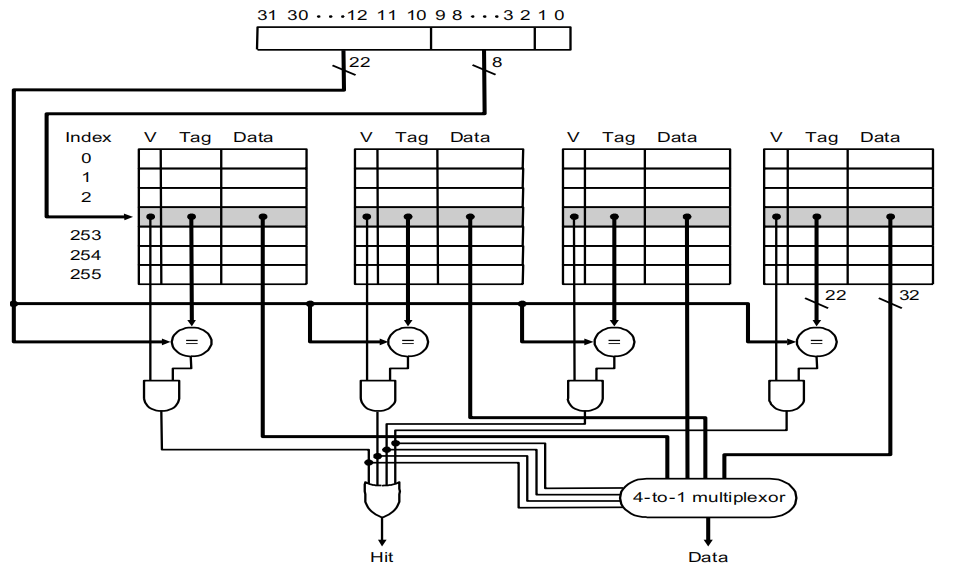 31 30 ···12 11 10 9 8 ···3 2 1 0
22 8
Index V Tag Data V Tag Data V Tag Data V Tag Data
0
1
2
253
254
255
22 32
= = = =
4-to-1 multiplexor
Hit Data